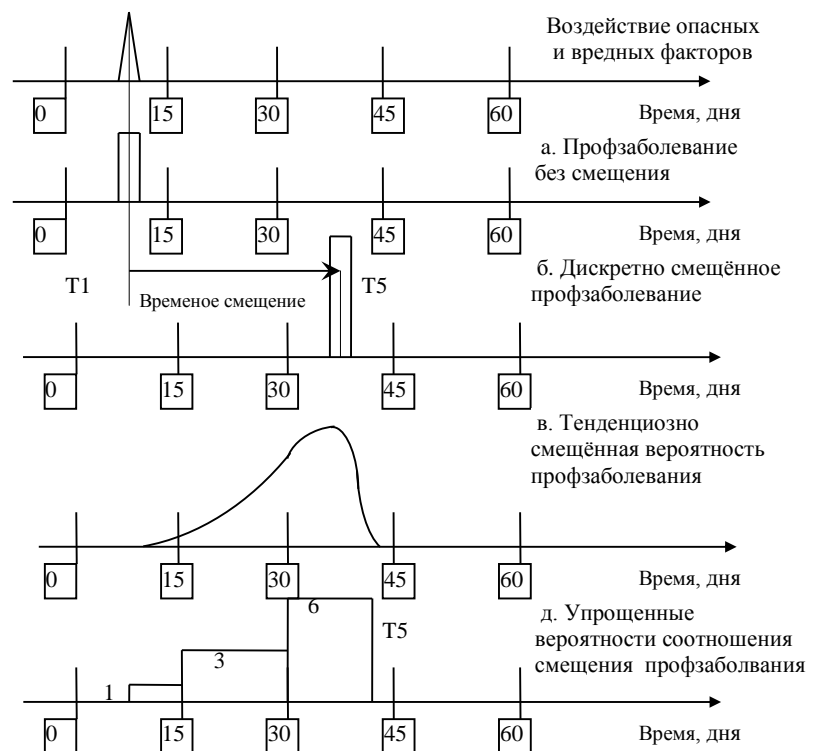 Воздействие опасных
и вредных факторов
0 15 30 45 60 Время, дня
а. Профзаболевание
без смещения
0 15 30 45 60 Время, дня
б. Дискретно смещённое
профзаболевание
Т1 Временое смещение Т5
0 15 30 45 60 Время, дня
в. Тенденциозно
смещённая вероятность
профзаболевания
0 15 30 45 60 Время, дня
д. Упрощенные
вероятности соотношения
смещения профзаболвания
1 3 6 Т5
0 15 30 45 60 Время, дня